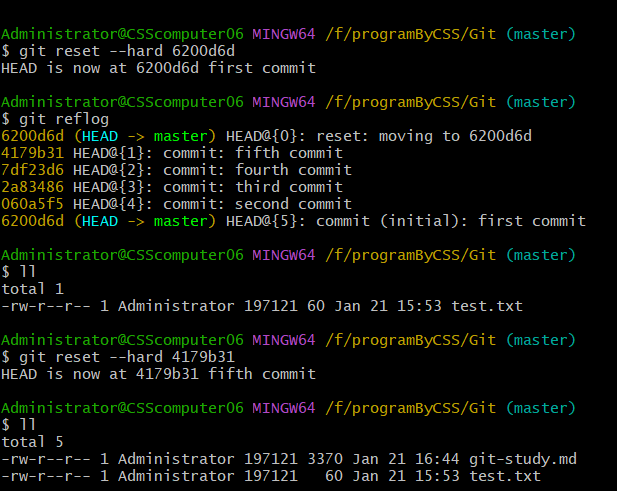 Administrator@CSScomputer06 MINGW64 /f/programByCSS/Git (master)
$ git reset --hard 6200d6d
HEAD is now at 6200d6d first commit
Administrator@CSScomputer06 MINGW64 /f/programByCSS/Git (master)
$ git reflog
6200d6d (HEAD -> master) HEAD@{0}: reset: moving to 6200d6d
4179b31 HEAD@{1}: commit: fifth commit
7df23d6 HEAD@{2}: commit: fourth commit
2a83486 HEAD@{3}: commit: third commit
060a5f5 HEAD@{4}: commit: second commit
6200d6d (HEAD -> master) HEAD@{5}: commit (initial): first commit
Administrator@CSScomputer06 MINGW64 /f/programByCSS/Git (master)
$ ll
total 1
-rw-r--r-- 1 Administrator 197121 60 Jan 21 15:53 test.txt
Administrator@CSScomputer06 MINGW64 /f/programByCSS/Git (master)
$ git reset --hard 4179b31
HEAD is now at 4179b31 fifth commit
Administrator@CSScomputer06 MINGW64 /f/programByCSS/Git (master)
$ ll
total 5
-rw-r--r-- 1 Administrator 197121 3370 Jan 21 16:44 git-study.md
-rw-r--r-- 1 Administrator 197121   60 Jan 21 15:53 test.txt